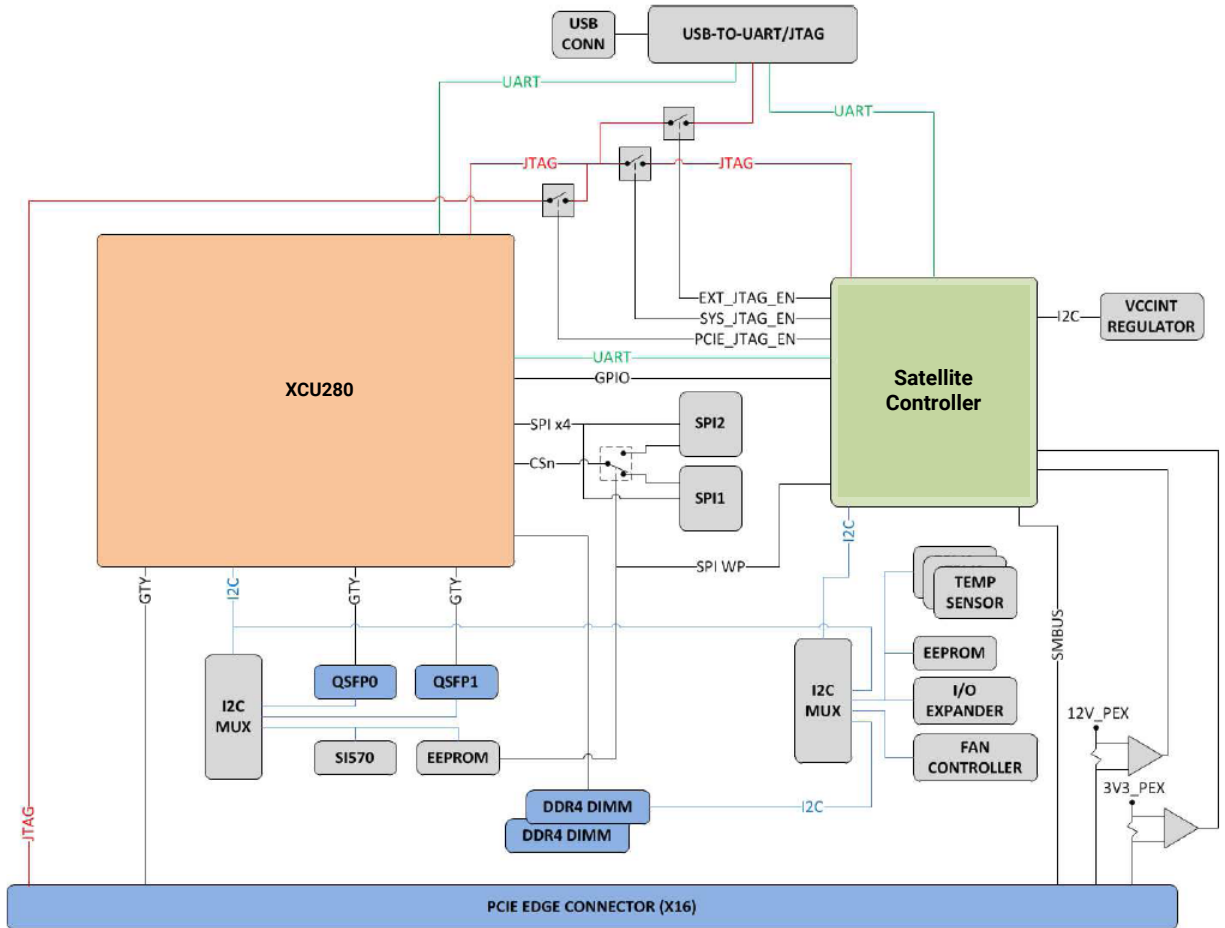 USB
CONN
USB-TO-UART/JTAG
UART
UART
JTAG
JTAG
EXT_JTAG_EN
SYS_JTAG_EN
PCIE_JTAG_EN
I2C
VCCINT
REGULATOR
UART
GPIO
XCU280
Satellite
Controller
SPI x4
CSn
SPI2
SPI1
SPI WP
I2C
GTY
I2C
GTY
GTY
TEMP
SENSOR
SMBUS
I2C
MUX
QSFP0
QSFP1
SI570
EEPROM
I2C
MUX
EEPROM
I/O
EXPANDER
FAN
CONTROLLER
12V_PEX
3V3_PEX
DDR4 DIMM
DDR4 DIMM
I2C
JTAG
PCIE EDGE CONNECTOR (X16)